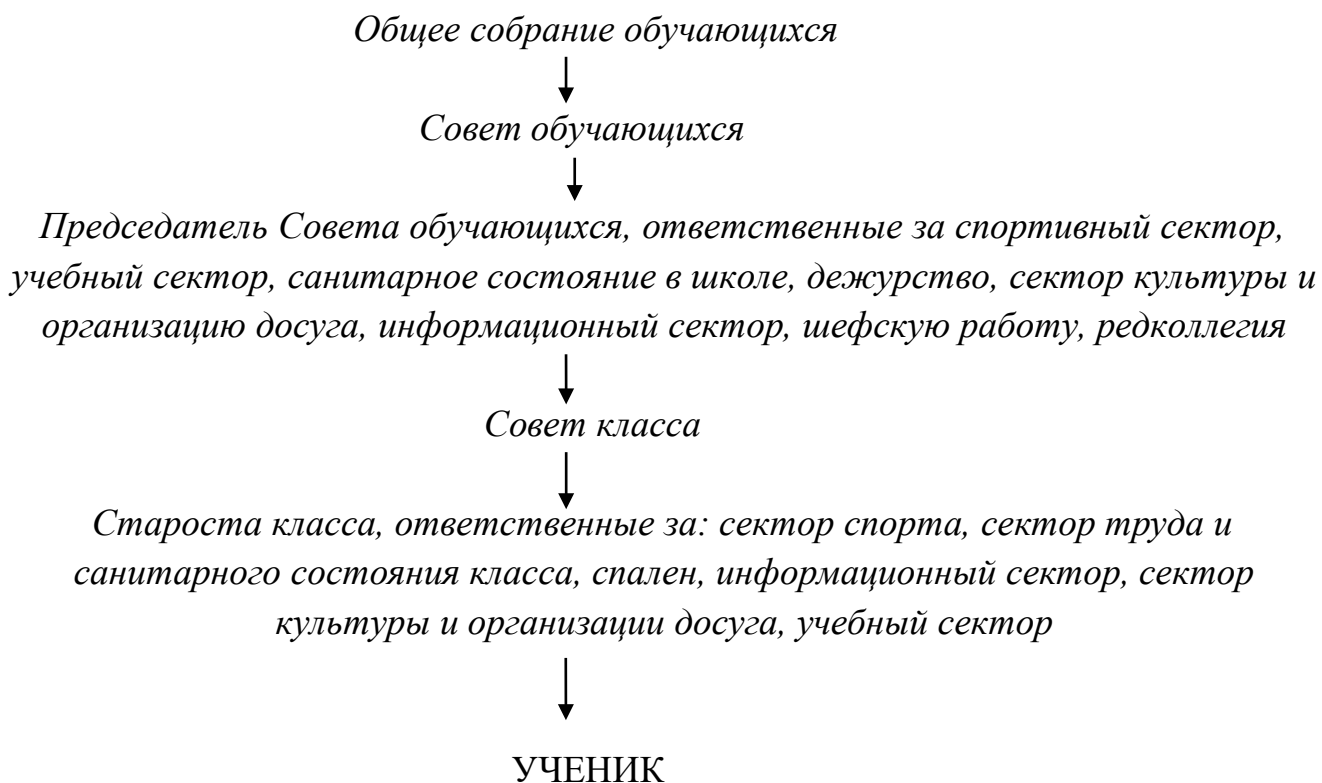 Общее собрание обучающихся
Совет обучающихся
Председатель Совета обучающихся, ответственные за спортивный сектор,
учебный сектор, санитарное состояние в школе, дежурство, сектор культуры и
организацию досуга, информационный сектор, шефскую работу, редколлегия
Совет класса
Староста класса, ответственные за: сектор спорта, сектор труда и
санитарного состояния класса, спален, информационный сектор, сектор
культуры и организации досуга, учебный сектор
УЧЕНИК